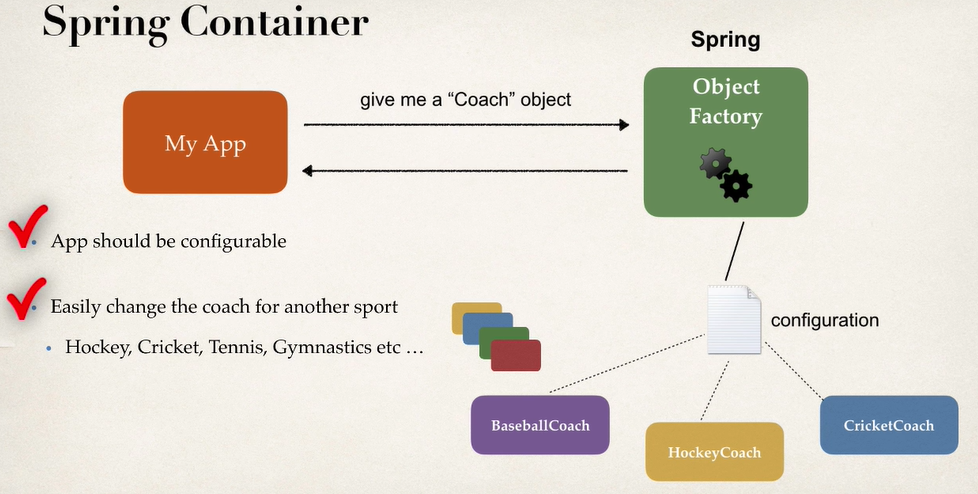 Spring Container
Spring
Object
Factory
give me a “Coach” object
My App
App should be configurable
Easily change the coach for another sport
Hockey, Cricket, Tennis, Gymnastics etc …
configuration
BaseballCoach
HockeyCoach
CricketCoach